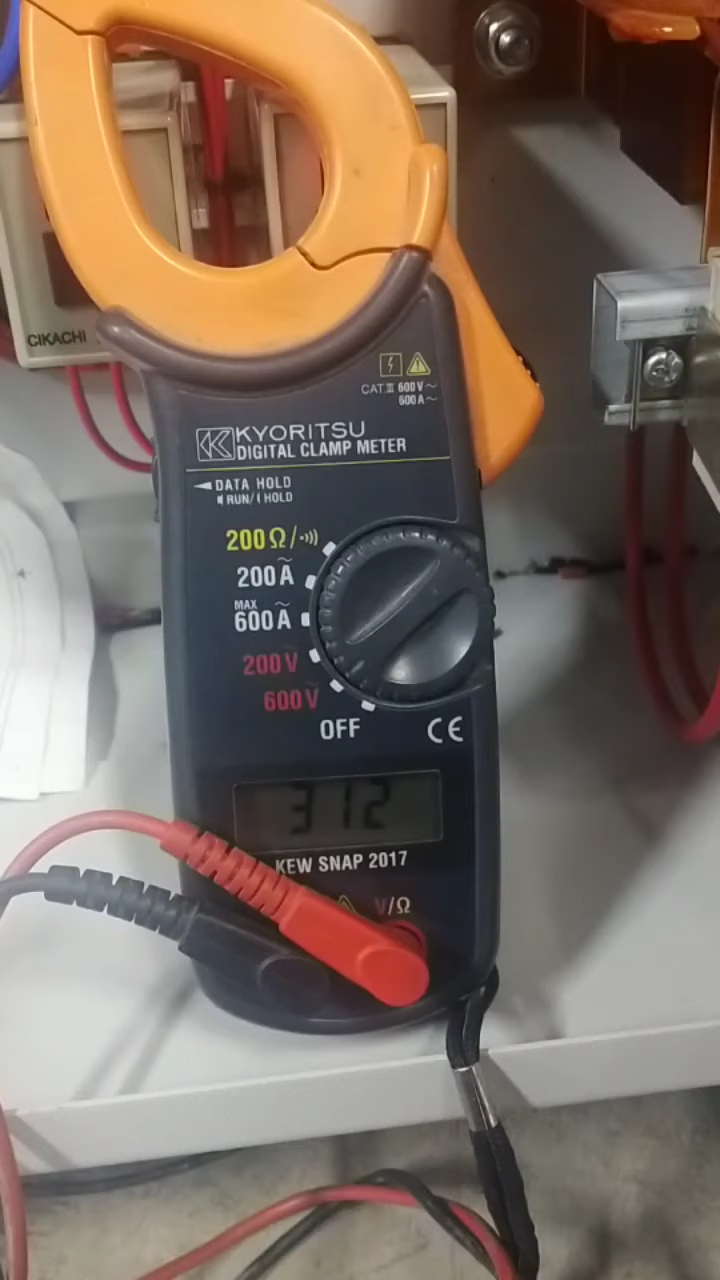 CIKACHI
CAT.III 600V~
600A~
KYORITSU
DIGITAL CLAMP METER
DATA HOLD
RUN/ HOLD
200Ω/
200A~
MAX
600A~
200V~
600V~
OFF
CE
312
KEW SNAP 2017
V/Ω